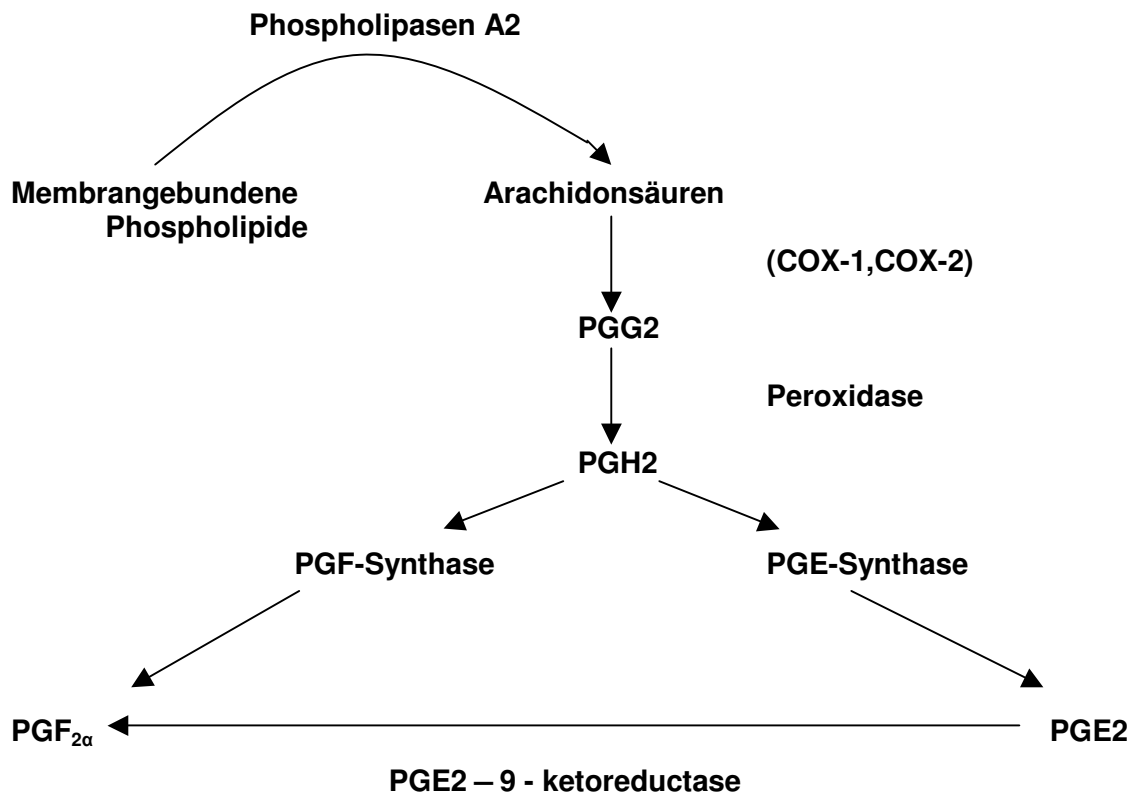 Phospholipasen A2
Membrangebundene
Phospholipide
Arachidonsäuren
(COX-1,COX-2)
PGG2
Peroxidase
PGH2
PGF-Synthase
PGE-Synthase
PGF2α
PGE2
PGE2 – 9 - ketoreductase